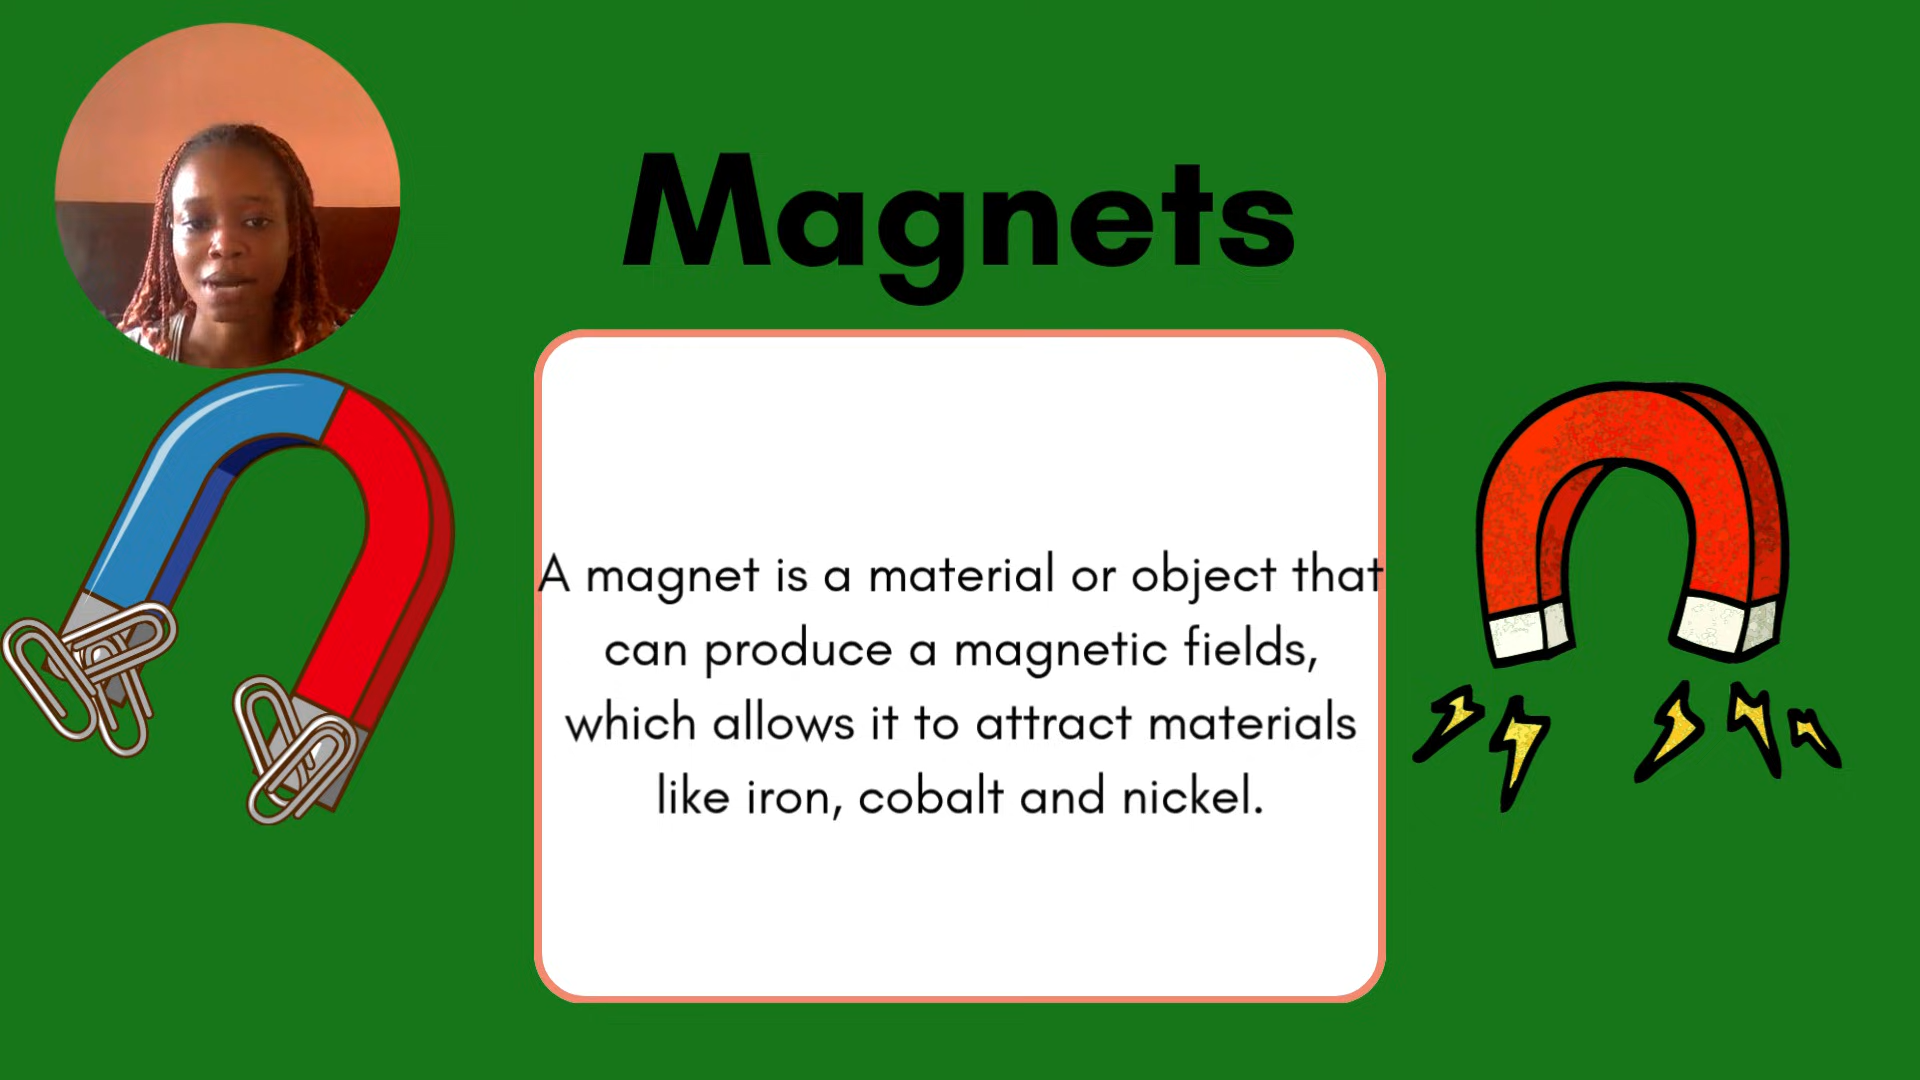 Magnets
A magnet is a material or object that
can produce a magnetic fields,
which allows it to attract materials
like iron, cobalt and nickel.